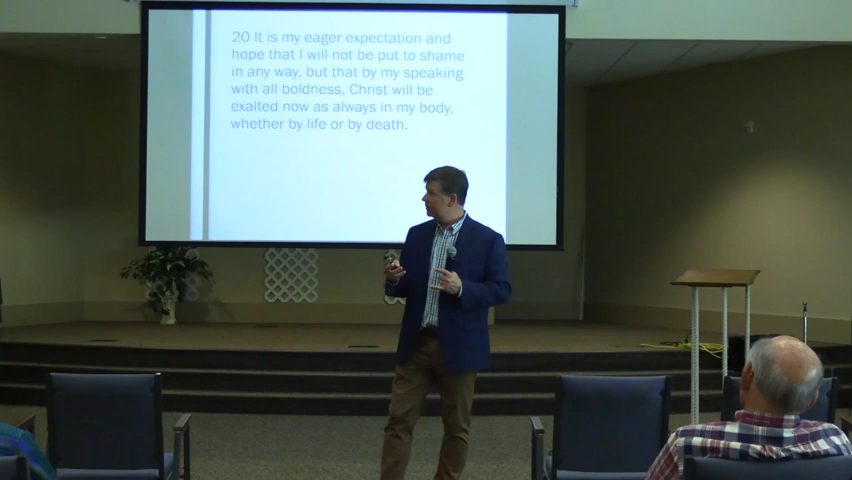 20 It is my eager expectation and
hope that I will not be put to shame
in any way, but that by my speaking
with all boldness, Christ will be
exalted now as always in my body,
whether by life or by death.